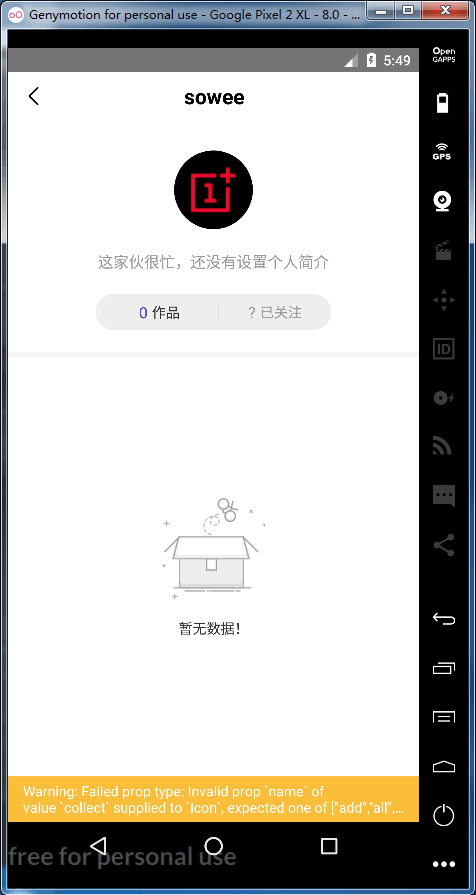 Genymotion for personal use - Google Pixel 2 XL - 8.0 - ...
Open
GAPPS
5:49
sowee
GPS
1+
这家伙很忙，还没有设置个人简介
0 作品
? 已关注
ID
暂无数据！
Warning: Failed prop type: Invalid prop `name` of
value `collect` supplied to `Icon`, expected one of ["add","all",...
free for personal use